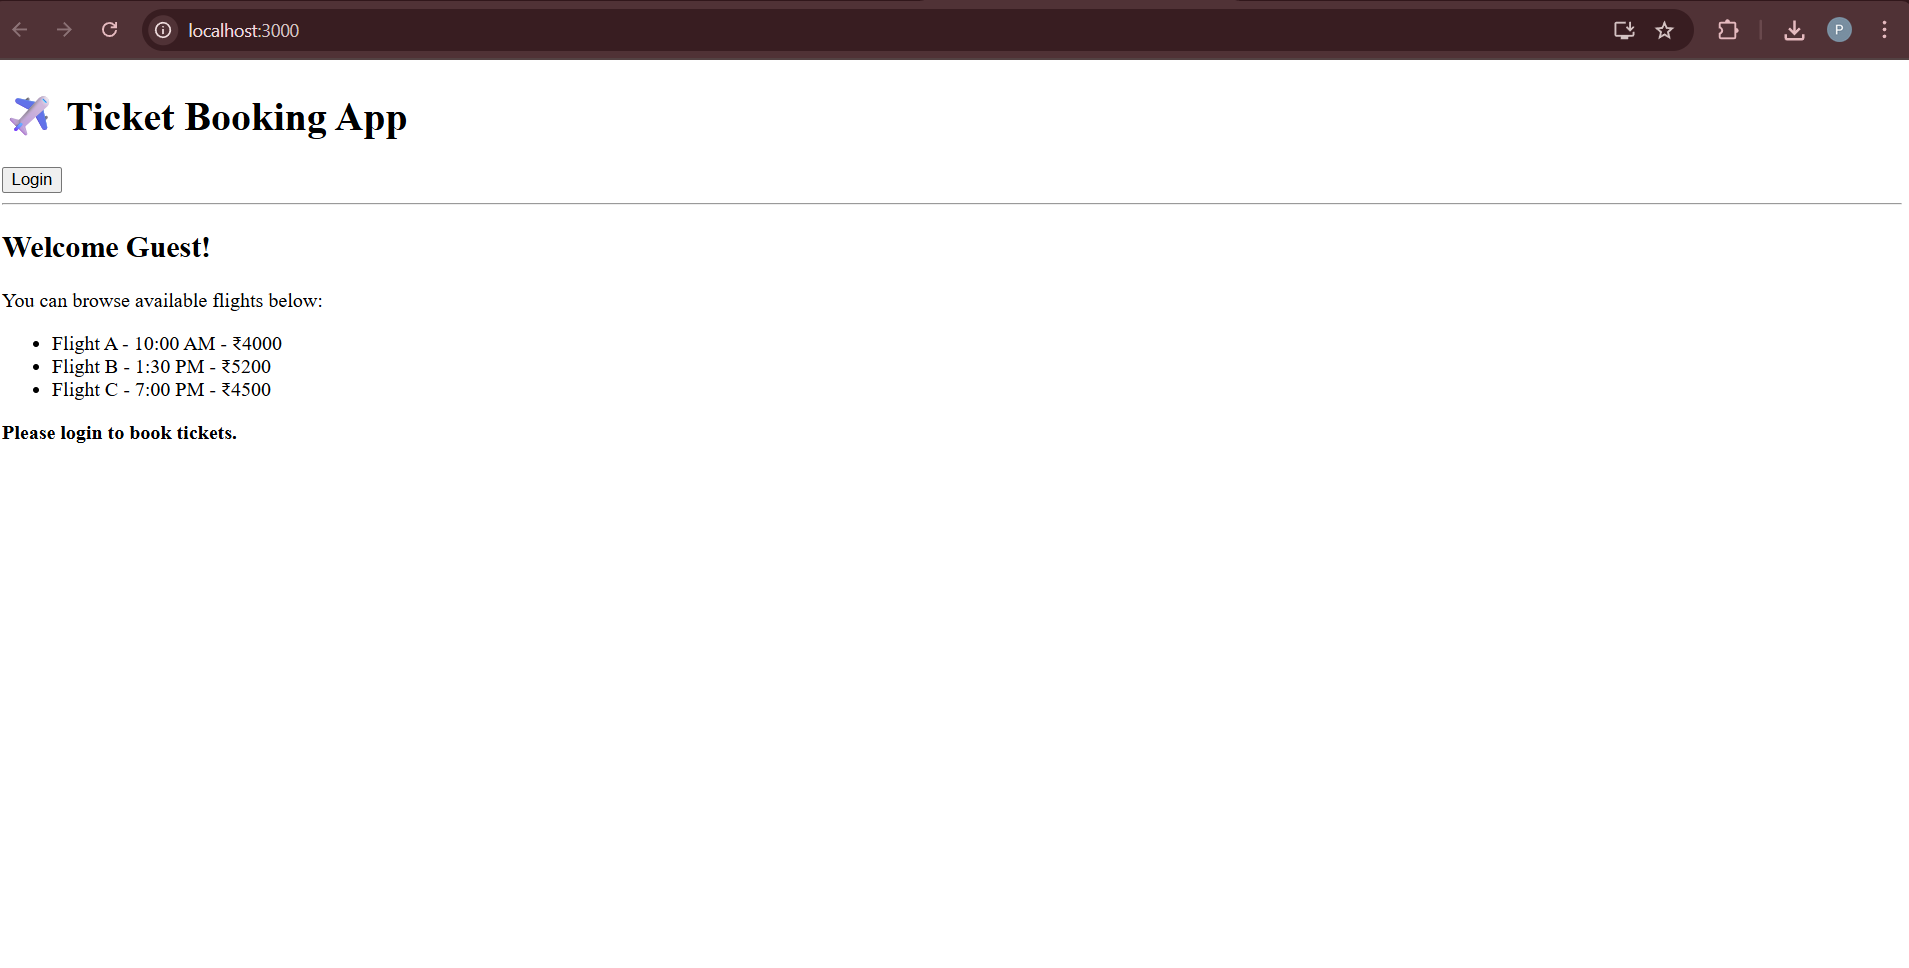 localhost:3000
P
Ticket Booking App
Login
Welcome Guest!
You can browse available flights below:
Flight A - 10:00 AM - ₹4000
Flight B - 1:30 PM - ₹5200
Flight C - 7:00 PM - ₹4500
Please login to book tickets.